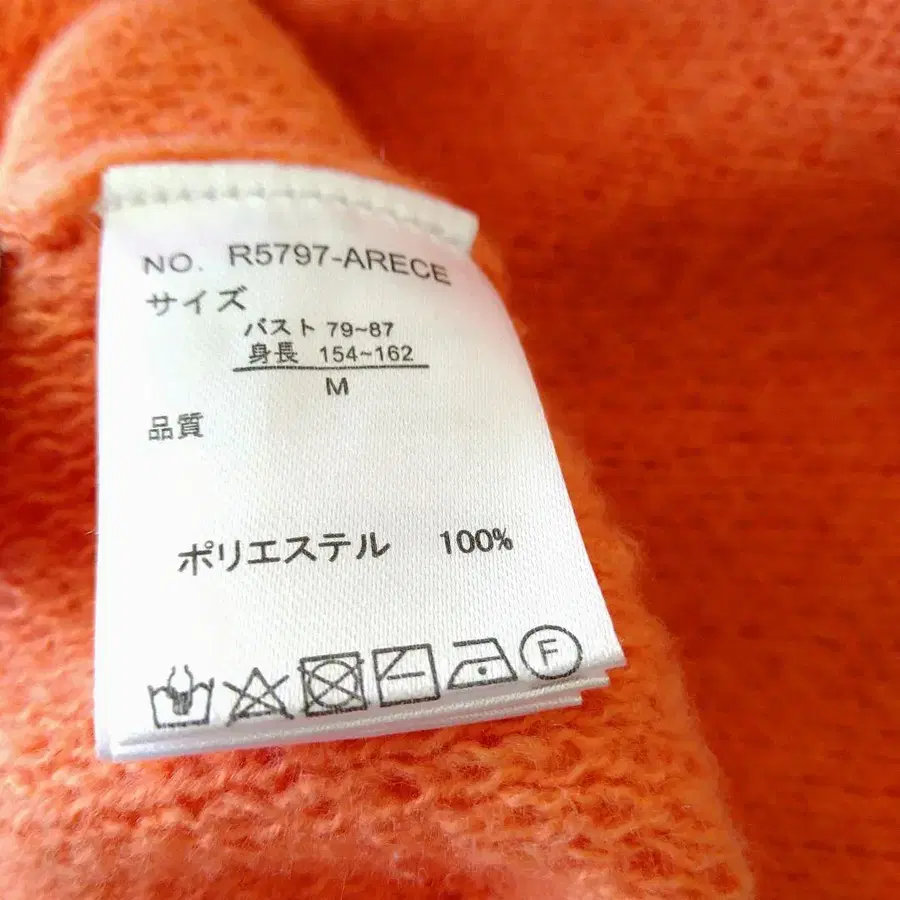 NO. R5797-ARECE
サイズ
バスト 79~87
身長 154~162
M
品質
ポリエステル 100%
F